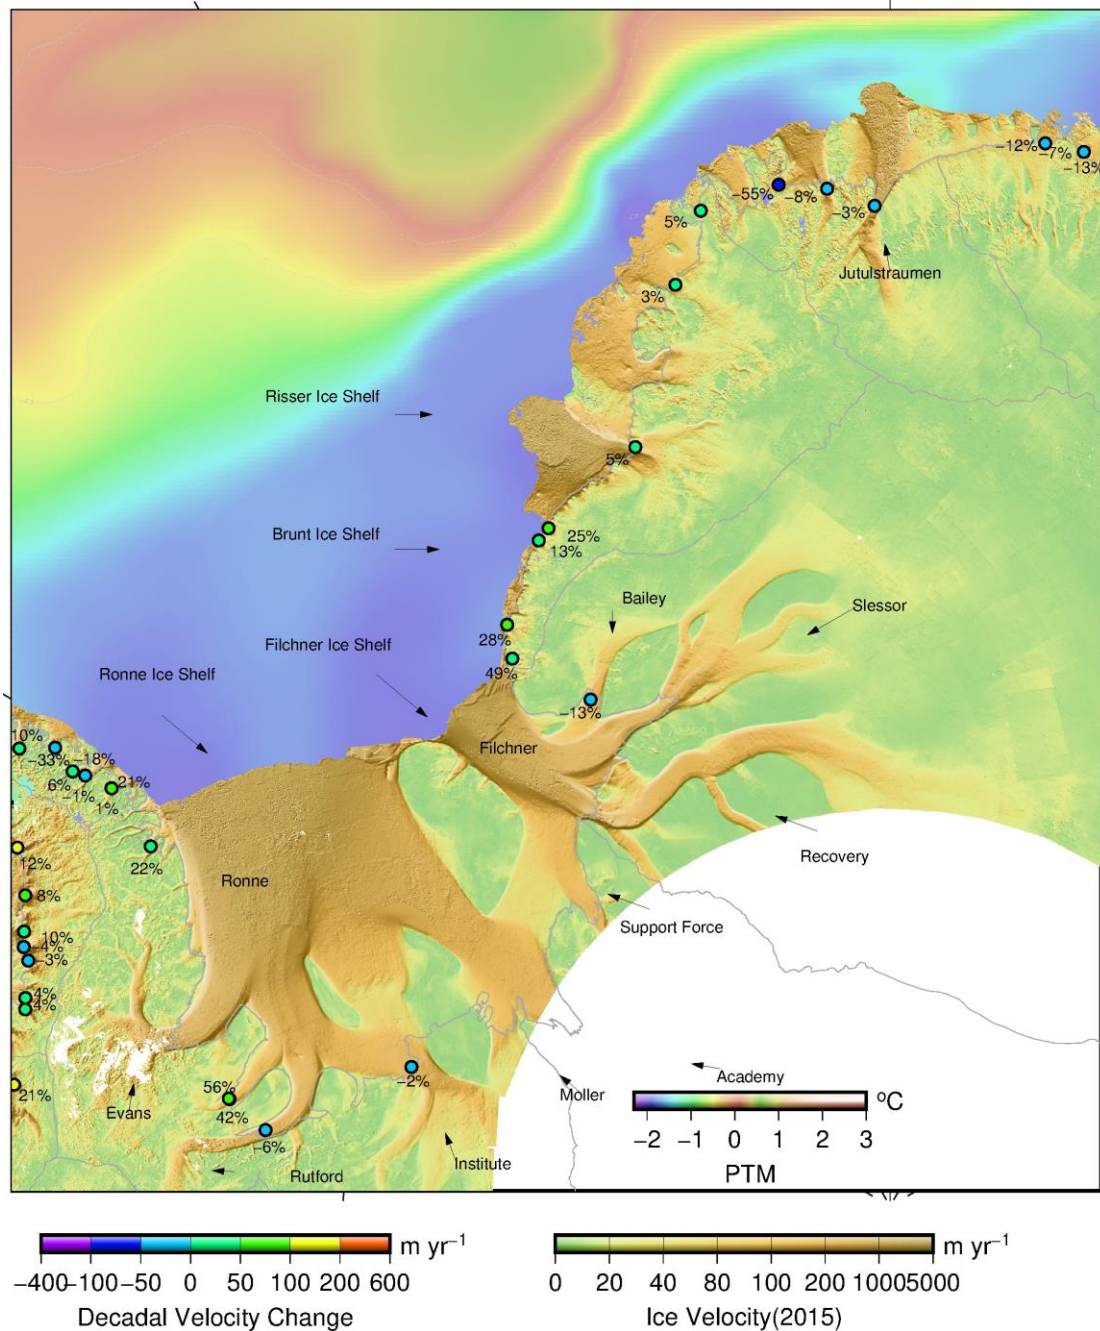 −12%
−7%
−13%
−55%
−8%
−3%
5%
Jutulstraumen
3%
Risser Ice Shelf
5%
Brunt Ice Shelf
25%
13%
Bailey
Slessor
28%
Filchner Ice Shelf
49%
Ronne Ice Shelf
−13%
10%
Filchner
−33%
−18%
6%
−1%
21%
1%
12%
22%
Recovery
Ronne
8%
Support Force
10%
−4%
−3%
4%
4%
−2%
Academy
56%
21%
Evans
42%
Moller
−6%
Institute
Rutford
°C
−2 −1 0 1 2 3
PTM
m yr⁻¹
−400 −100 −50 0 50 100 200 600
Decadal Velocity Change
m yr⁻¹
0 20 40 80 100 200 1000 5000
Ice Velocity(2015)